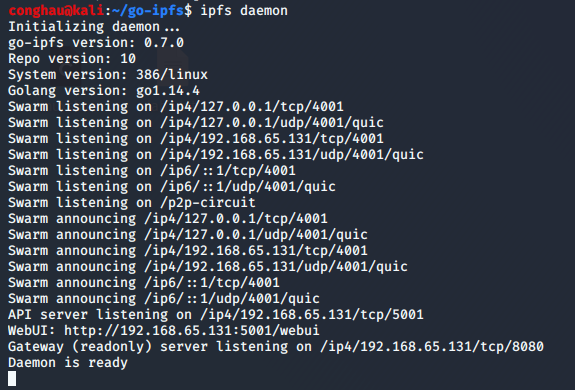 conghau@kali:~/go-ipfs$ ipfs daemon
Initializing daemon...
go-ipfs version: 0.7.0
Repo version: 10
System version: 386/linux
Golang version: go1.14.4
Swarm listening on /ip4/127.0.0.1/tcp/4001
Swarm listening on /ip4/127.0.0.1/udp/4001/quic
Swarm listening on /ip4/192.168.65.131/tcp/4001
Swarm listening on /ip4/192.168.65.131/udp/4001/quic
Swarm listening on /ip6/::1/tcp/4001
Swarm listening on /ip6/::1/udp/4001/quic
Swarm listening on /p2p-circuit
Swarm announcing /ip4/127.0.0.1/tcp/4001
Swarm announcing /ip4/127.0.0.1/udp/4001/quic
Swarm announcing /ip4/192.168.65.131/tcp/4001
Swarm announcing /ip4/192.168.65.131/udp/4001/quic
Swarm announcing /ip6/::1/tcp/4001
Swarm announcing /ip6/::1/udp/4001/quic
API server listening on /ip4/192.168.65.131/tcp/5001
WebUI: http://192.168.65.131:5001/webui
Gateway (readonly) server listening on /ip4/192.168.65.131/tcp/8080
Daemon is ready